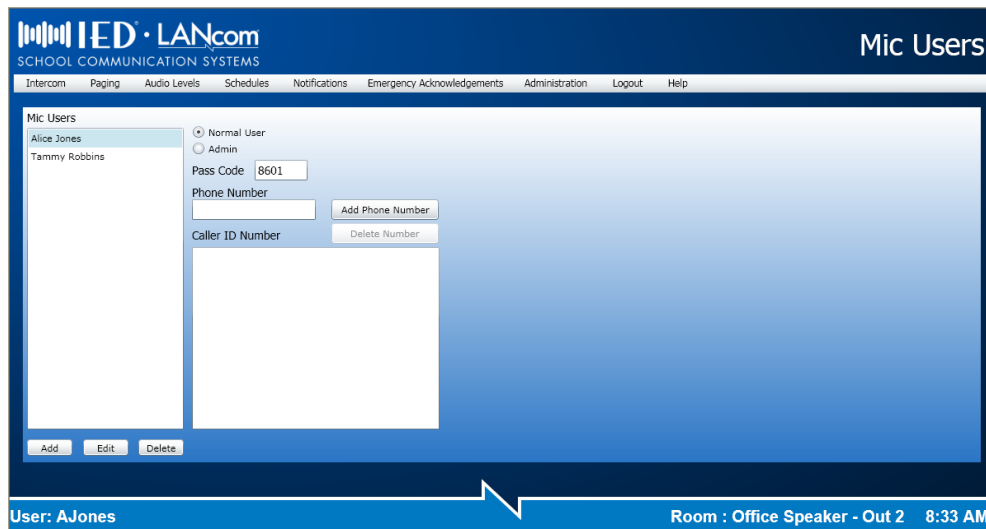 IED · LANcom
SCHOOL COMMUNICATION SYSTEMS
Mic Users
Intercom Paging Audio Levels Schedules Notifications Emergency Acknowledgements Administration Logout Help
Mic Users
Alice Jones
Tammy Robbins
Normal User
Admin
Pass Code 8601
Phone Number
Add Phone Number
Caller ID Number
Delete Number
Add Edit Delete
User: AJones
Room : Office Speaker - Out 2 8:33 AM